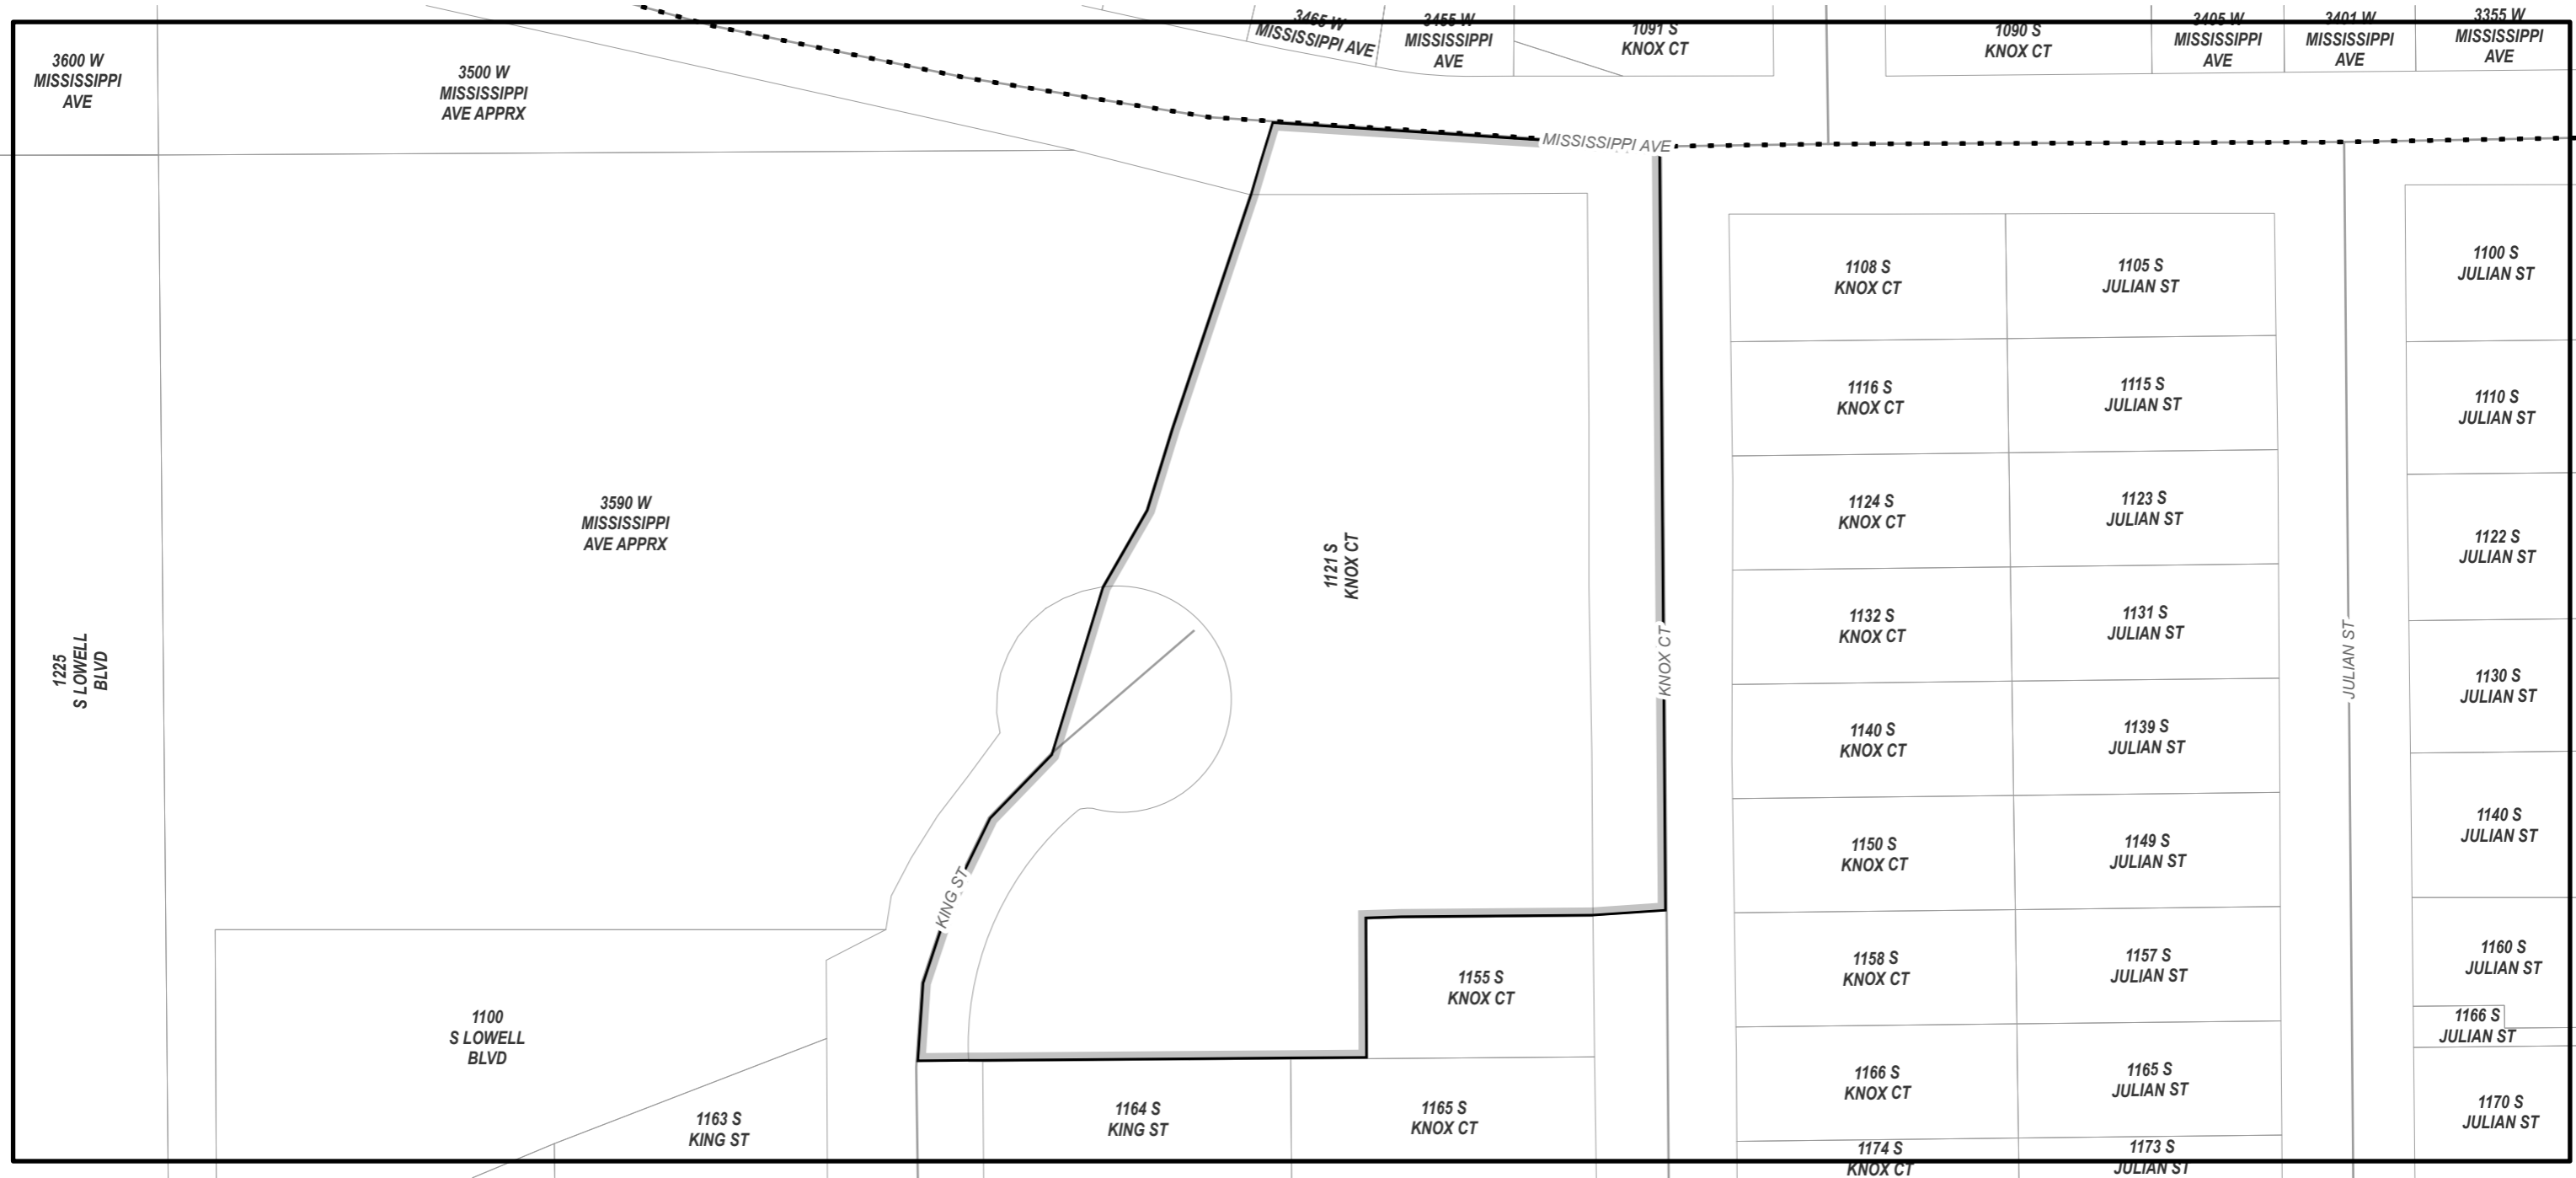 3600 W
MISSISSIPPI
AVE
3500 W
MISSISSIPPI
AVE APPRX
3465 W
MISSISSIPPI AVE
3455 W
MISSISSIPPI
AVE
1091 S
KNOX CT
1090 S
KNOX CT
3405 W
MISSISSIPPI
AVE
3401 W
MISSISSIPPI
AVE
3355 W
MISSISSIPPI
AVE
MISSISSIPPI AVE
1108 S
KNOX CT
1105 S
JULIAN ST
1100 S
JULIAN ST
1116 S
KNOX CT
1115 S
JULIAN ST
1110 S
JULIAN ST
3590 W
MISSISSIPPI
AVE APPRX
1121 S
KNOX CT
1124 S
KNOX CT
1123 S
JULIAN ST
1122 S
JULIAN ST
1225
S LOWELL
BLVD
KNOX CT
1132 S
KNOX CT
1131 S
JULIAN ST
JULIAN ST
1130 S
JULIAN ST
1140 S
KNOX CT
1139 S
JULIAN ST
1140 S
JULIAN ST
1150 S
KNOX CT
1149 S
JULIAN ST
KING ST
1155 S
KNOX CT
1158 S
KNOX CT
1157 S
JULIAN ST
1160 S
JULIAN ST
1100
S LOWELL
BLVD
1166 S
JULIAN ST
1166 S
KNOX CT
1165 S
JULIAN ST
1163 S
KING ST
1164 S
KING ST
1165 S
KNOX CT
1170 S
JULIAN ST
1174 S
KNOX CT
1173 S
JULIAN ST